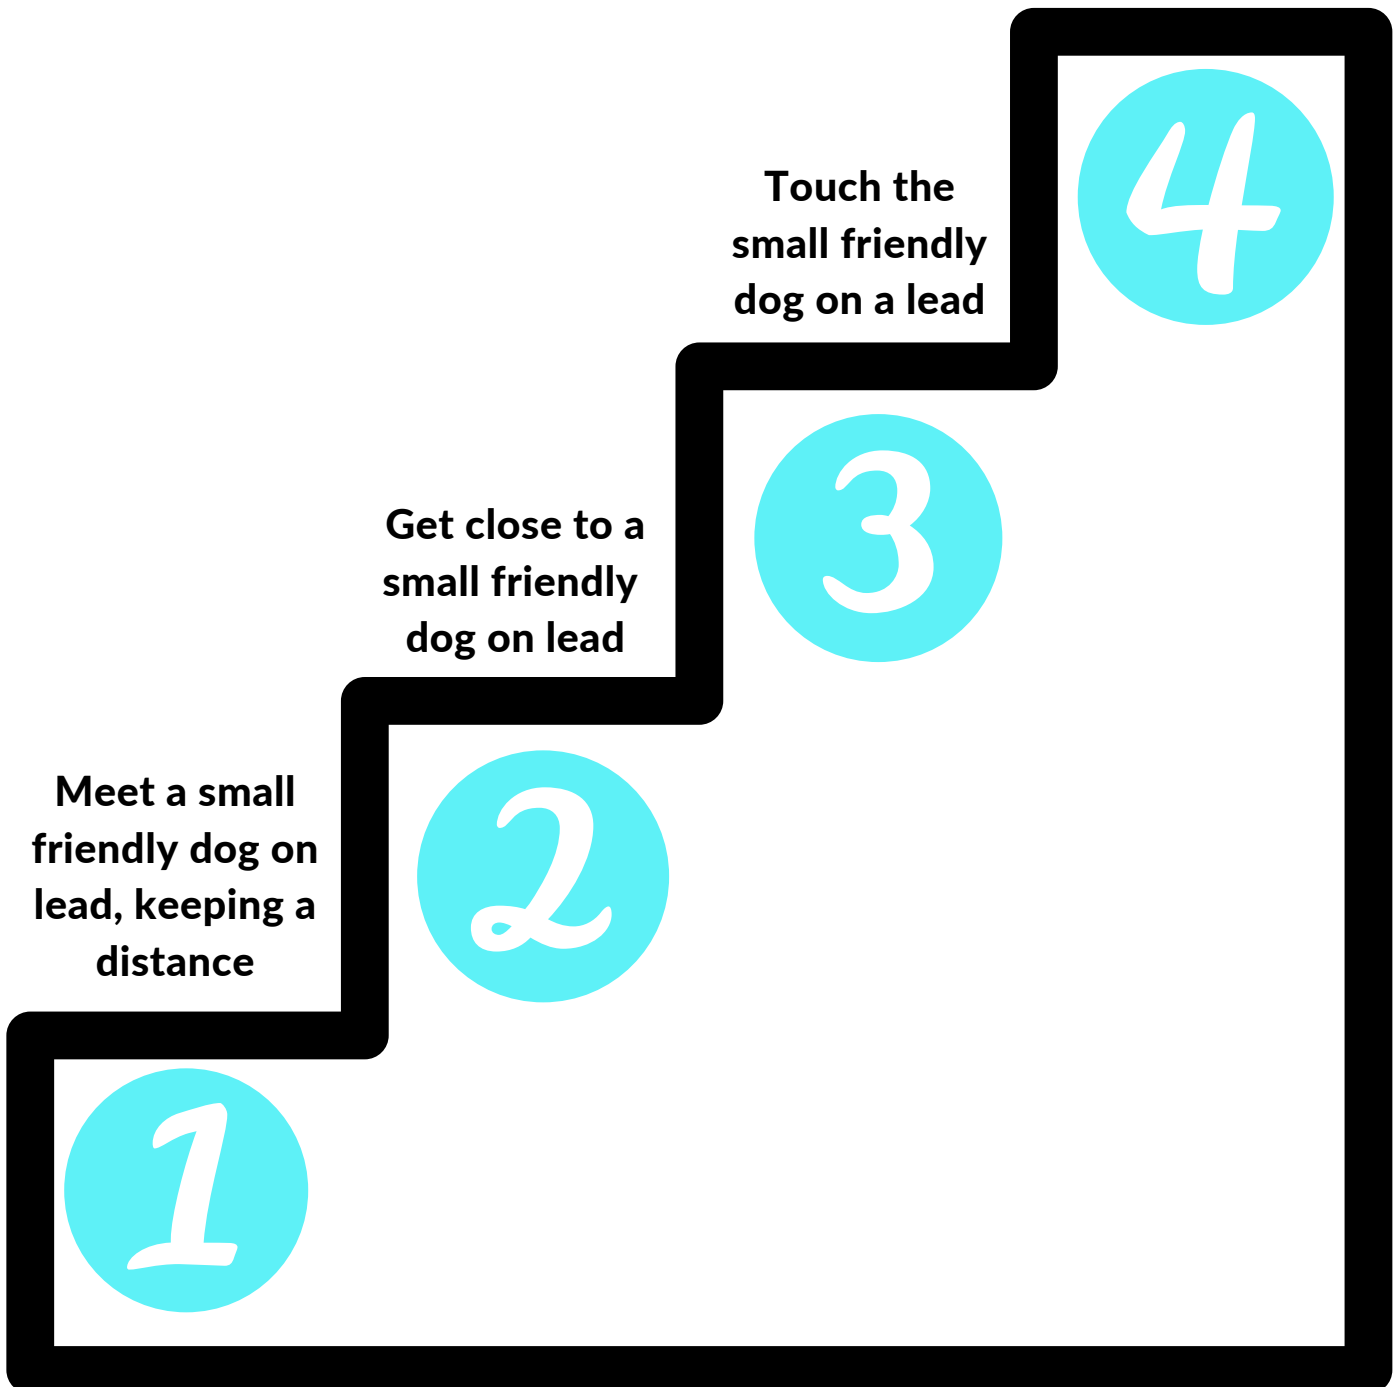 4
Touch the
small friendly
dog on a lead
3
Get close to a
small friendly
dog on lead
2
Meet a small
friendly dog on
lead, keeping a
distance
1